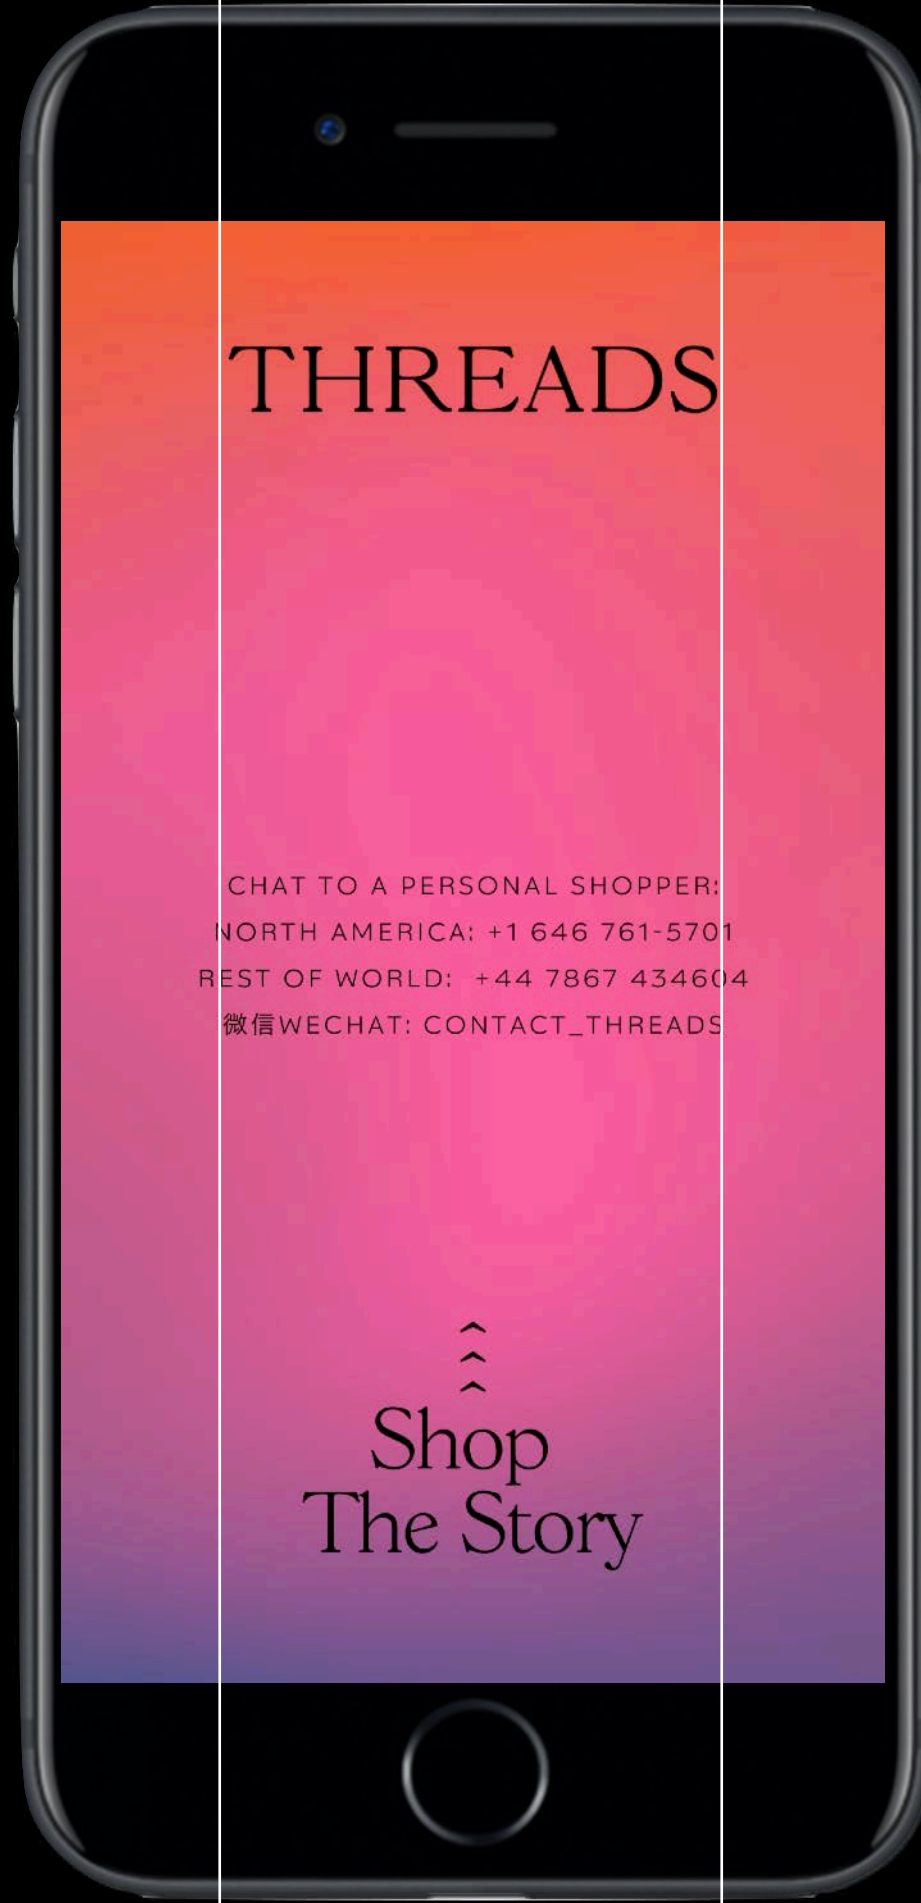 THREADS
CHAT TO A PERSONAL SHOPPER:
NORTH AMERICA: +1 646 761-5701
REST OF WORLD: +44 7867 434604
微信WECHAT: CONTACT_THREADS
Shop
The Story